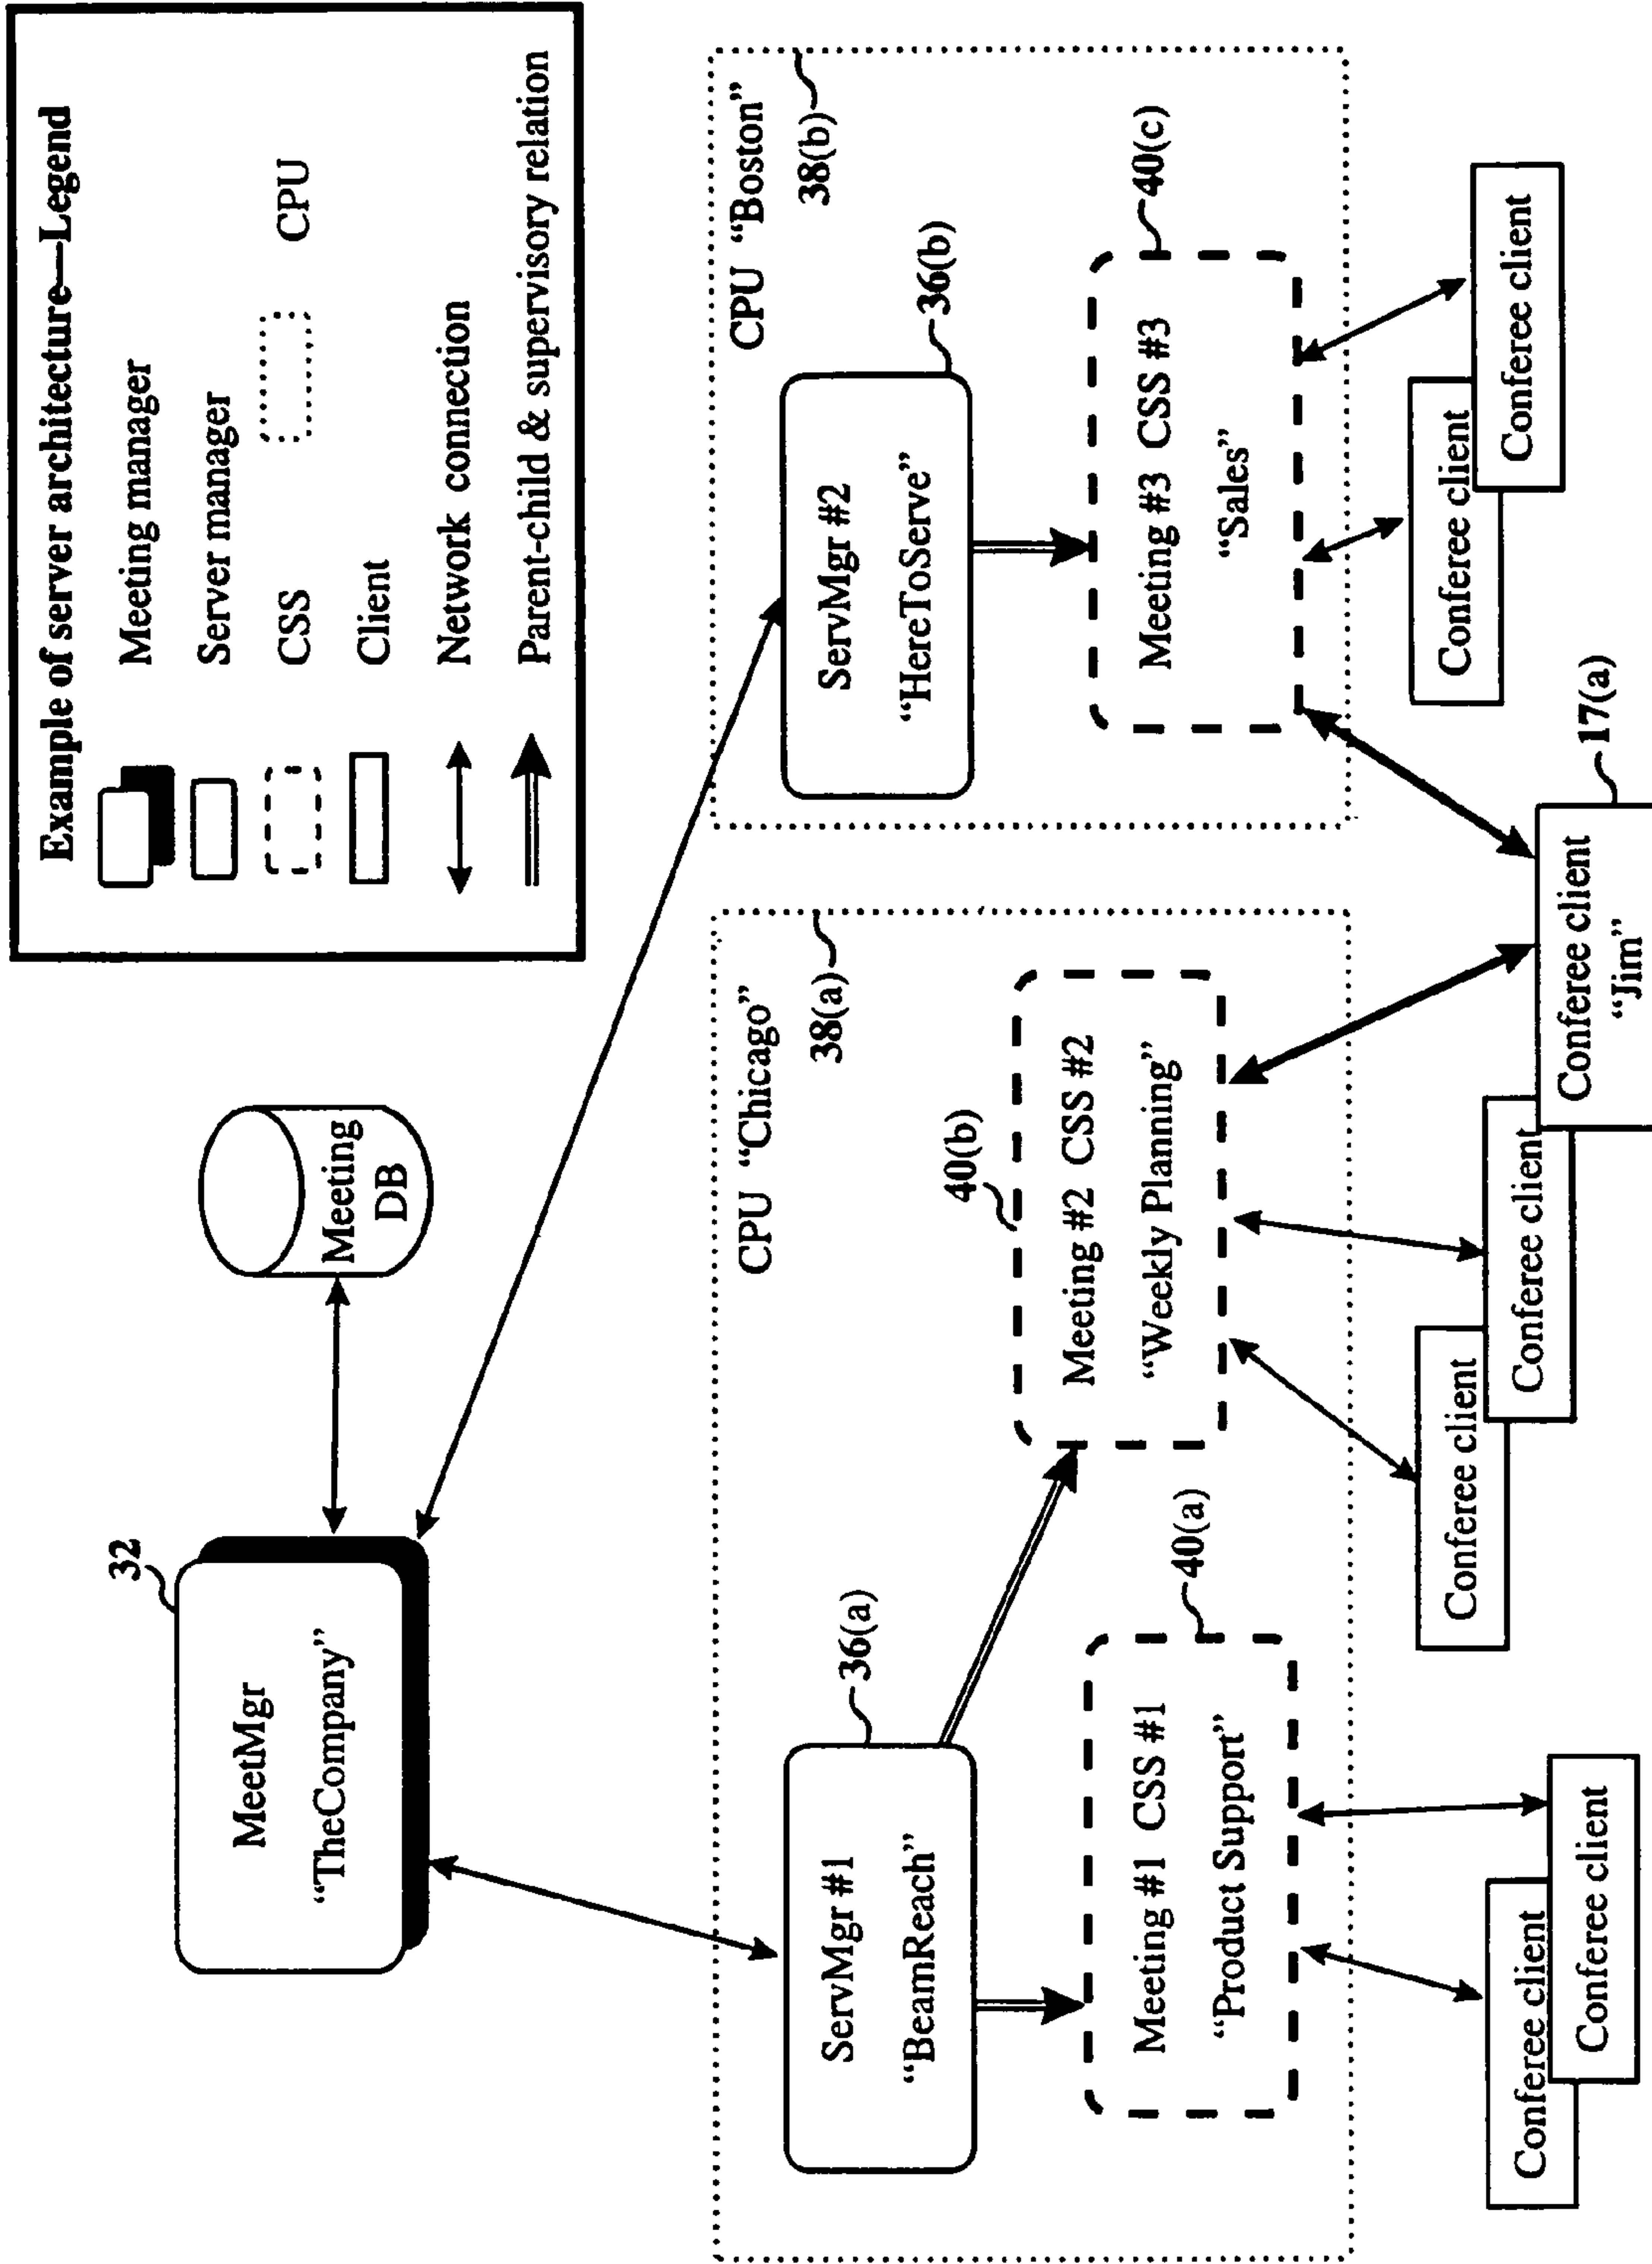 Example of server architecture—Legend
Meeting manager
Server manager
CSS
CPU
Client
Network connection
Parent-child & supervisory relation
32
MeetMgr
“TheCompany”
Meeting
DB
CPU “Chicago”
38(a)
ServMgr #1
“BeamReach”
36(a)
40(b)
Meeting #2 CSS #2
“Weekly Planning”
Meeting #1 CSS #1
“Product Support”
40(a)
CPU “Boston”
38(b)
ServMgr #2
“HereToServe”
36(b)
Meeting #3 CSS #3
“Sales”
40(c)
Conferee client
Conferee client
Conferee client
Conferee client
Conferee client
“Jim”
17(a)
Conferee client
Conferee client